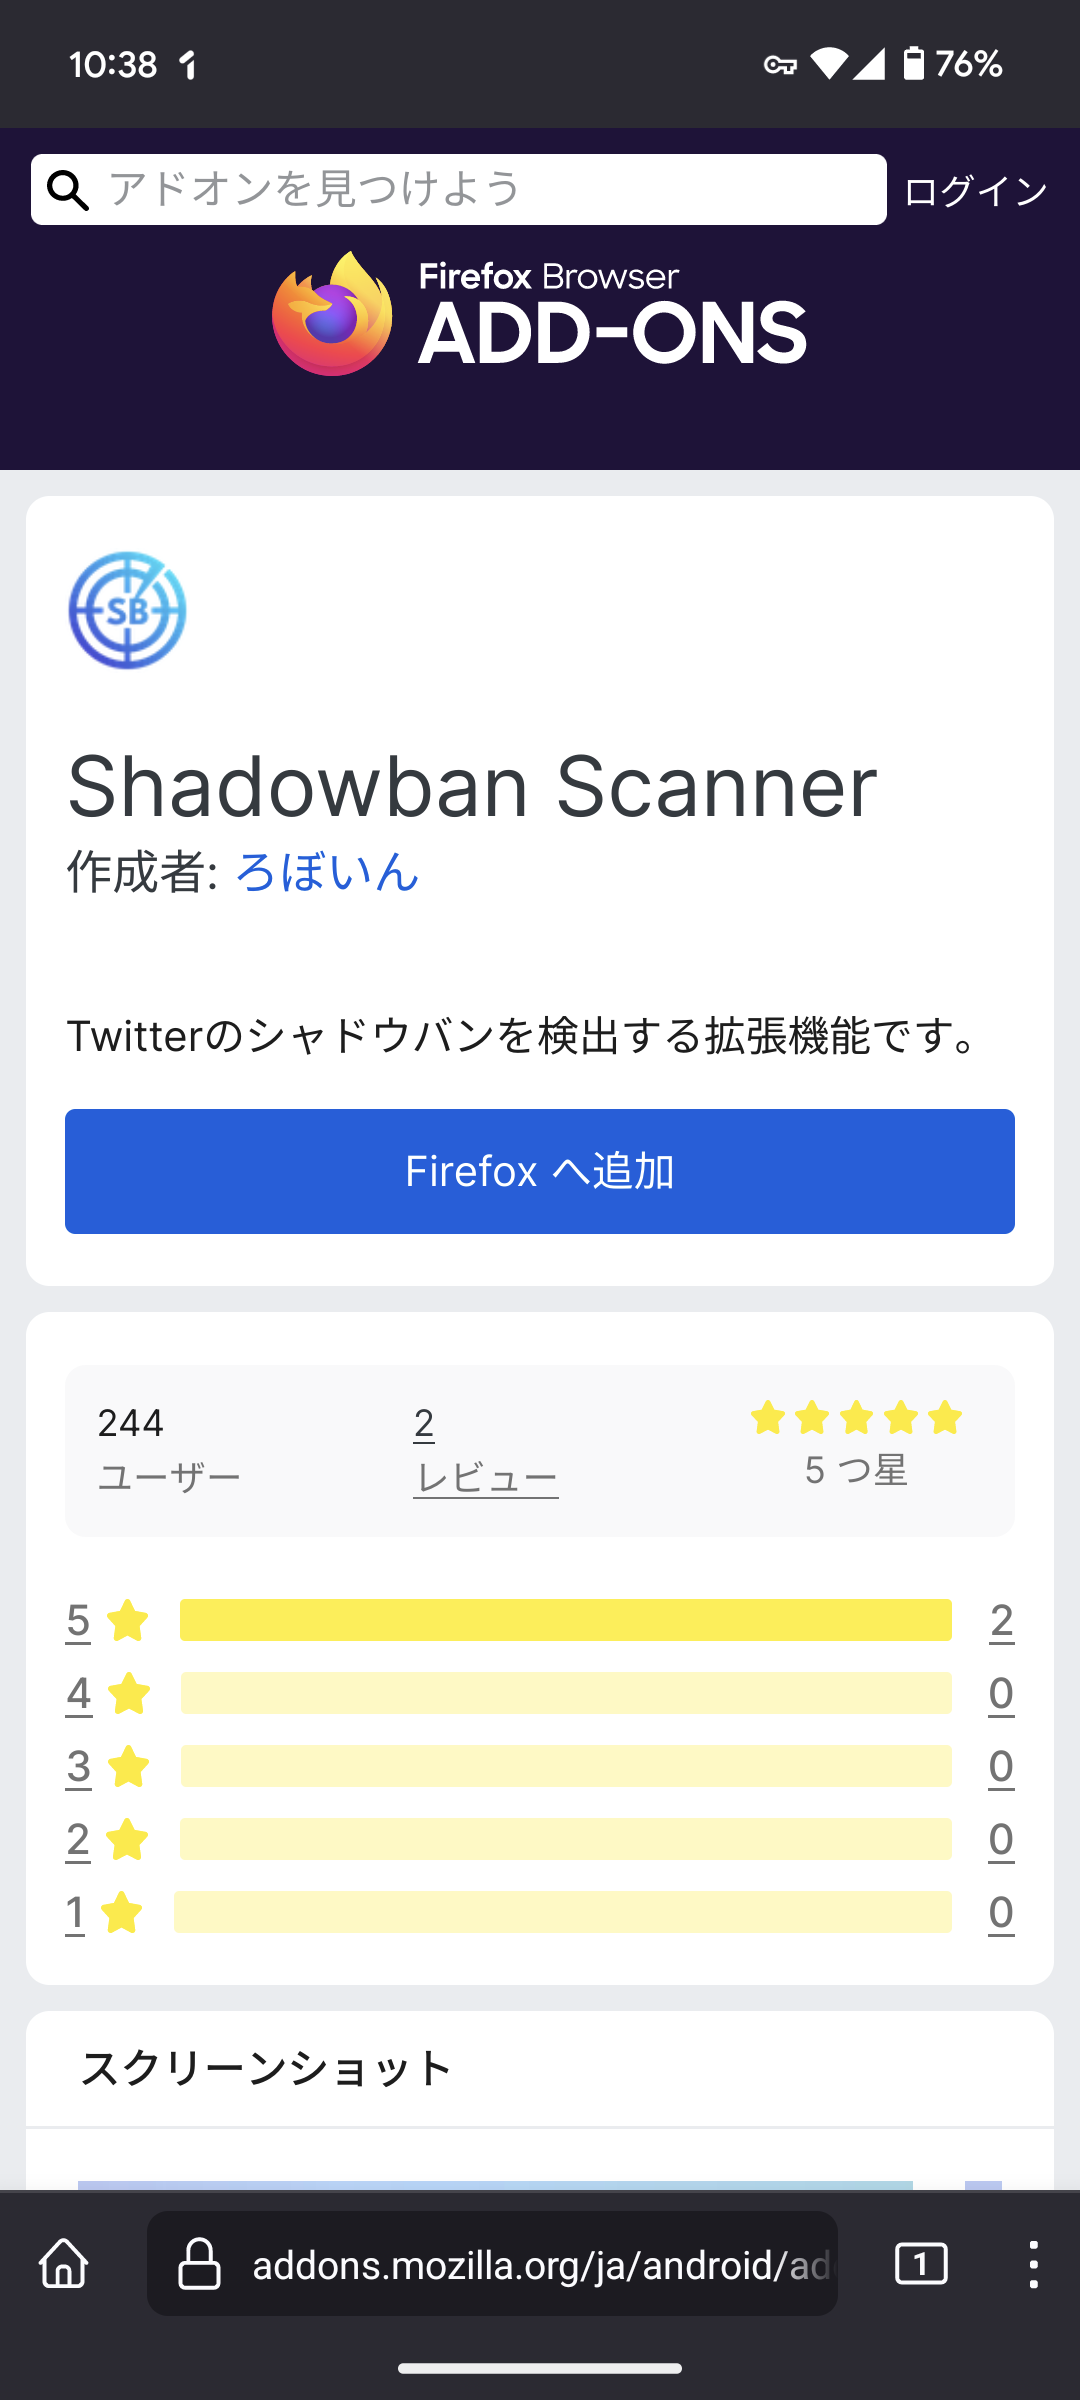 10:38
76%
アドオンを見つけよう
ログイン
Firefox Browser
ADD-ONS
SB
Shadowban Scanner
作成者: ろぼいん
Twitterのシャドウバンを検出する拡張機能です。
Firefox へ追加
244
ユーザー
2
レビュー
5 つ星
5 2
4 0
3 0
2 0
1 0
スクリーンショット
addons.mozilla.org/ja/android/ad
1